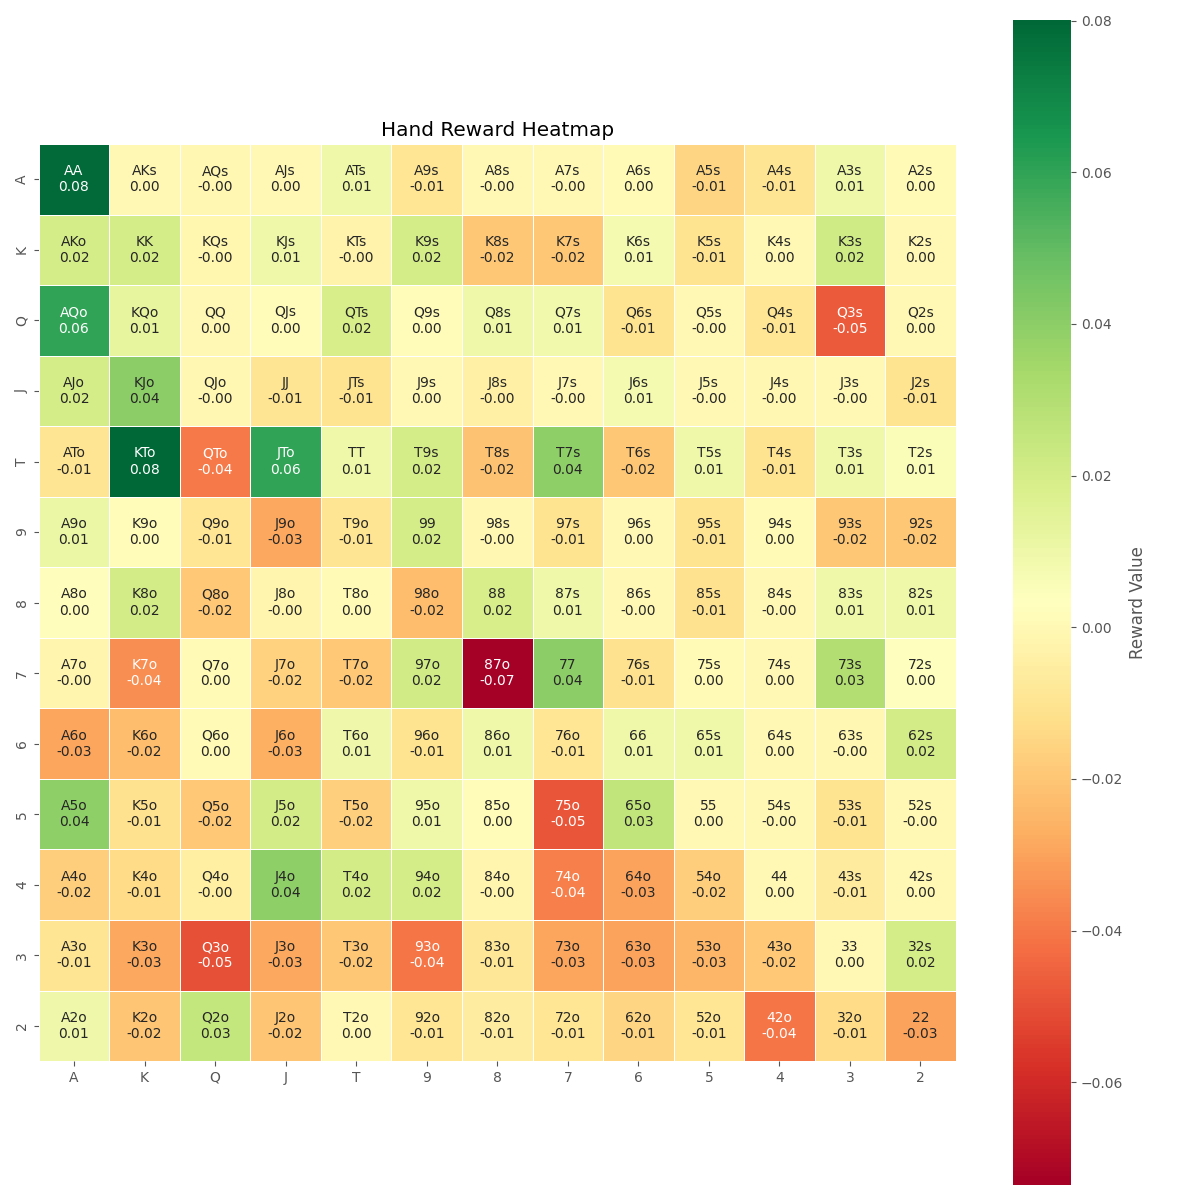 Hand Reward Heatmap
A
AA AKs AQs AJs ATs A9s A8s A7s A6s A5s A4s A3s A2s
0.08 0.00 -0.00 0.00 0.01 -0.01 -0.00 -0.00 0.00 -0.01 -0.01 0.01 0.00
K
AKo KK KQs KJs KTs K9s K8s K7s K6s K5s K4s K3s K2s
0.02 0.02 -0.00 0.01 -0.00 0.02 -0.02 -0.02 0.01 -0.01 0.00 0.02 0.00
Q
AQo KQo QQ QJs QTs Q9s Q8s Q7s Q6s Q5s Q4s Q3s Q2s
0.06 0.01 0.00 0.00 0.02 0.00 0.01 0.01 -0.01 -0.00 -0.01 -0.05 0.00
J
AJo KJo QJo JJ JTs J9s J8s J7s J6s J5s J4s J3s J2s
0.02 0.04 -0.00 -0.01 -0.01 0.00 -0.00 -0.00 0.01 -0.00 -0.00 -0.00 -0.01
T
ATo KTo QTo JTo TT T9s T8s T7s T6s T5s T4s T3s T2s
-0.01 0.08 -0.04 0.06 0.01 0.02 -0.02 0.04 -0.02 0.01 -0.01 0.01 0.01
9
A9o K9o Q9o J9o T9o 99 98s 97s 96s 95s 94s 93s 92s
0.01 0.00 -0.01 -0.03 -0.01 0.02 -0.00 -0.01 0.00 -0.01 0.00 -0.02 -0.02
8
A8o K8o Q8o J8o T8o 98o 88 87s 86s 85s 84s 83s 82s
0.00 0.02 -0.02 -0.00 0.00 -0.02 0.02 0.01 -0.00 -0.01 -0.00 0.01 0.01
7
A7o K7o Q7o J7o T7o 97o 87o 77 76s 75s 74s 73s 72s
-0.00 -0.04 0.00 -0.02 -0.02 0.02 -0.07 0.04 -0.01 0.00 0.00 0.03 0.00
6
A6o K6o Q6o J6o T6o 96o 86o 76o 66 65s 64s 63s 62s
-0.03 -0.02 0.00 -0.03 0.01 -0.01 0.01 -0.01 0.01 0.01 0.00 -0.00 0.02
5
A5o K5o Q5o J5o T5o 95o 85o 75o 65o 55 54s 53s 52s
0.04 -0.01 -0.02 0.02 -0.02 0.01 0.00 -0.05 0.03 0.00 -0.00 -0.01 -0.00
4
A4o K4o Q4o J4o T4o 94o 84o 74o 64o 54o 44 43s 42s
-0.02 -0.01 -0.00 0.04 0.02 0.02 -0.00 -0.04 -0.03 -0.02 0.00 -0.01 0.00
3
A3o K3o Q3o J3o T3o 93o 83o 73o 63o 53o 43o 33 32s
-0.01 -0.03 -0.05 -0.03 -0.02 -0.04 -0.01 -0.03 -0.03 -0.03 -0.02 0.00 0.02
2
A2o K2o Q2o J2o T2o 92o 82o 72o 62o 52o 42o 32o 22
0.01 -0.02 0.03 -0.02 0.00 -0.01 -0.01 -0.01 -0.01 -0.01 -0.04 -0.01 -0.03
A K Q J T 9 8 7 6 5 4 3 2
0.08
0.06
0.04
0.02
0.00
−0.02
−0.04
−0.06
Reward Value